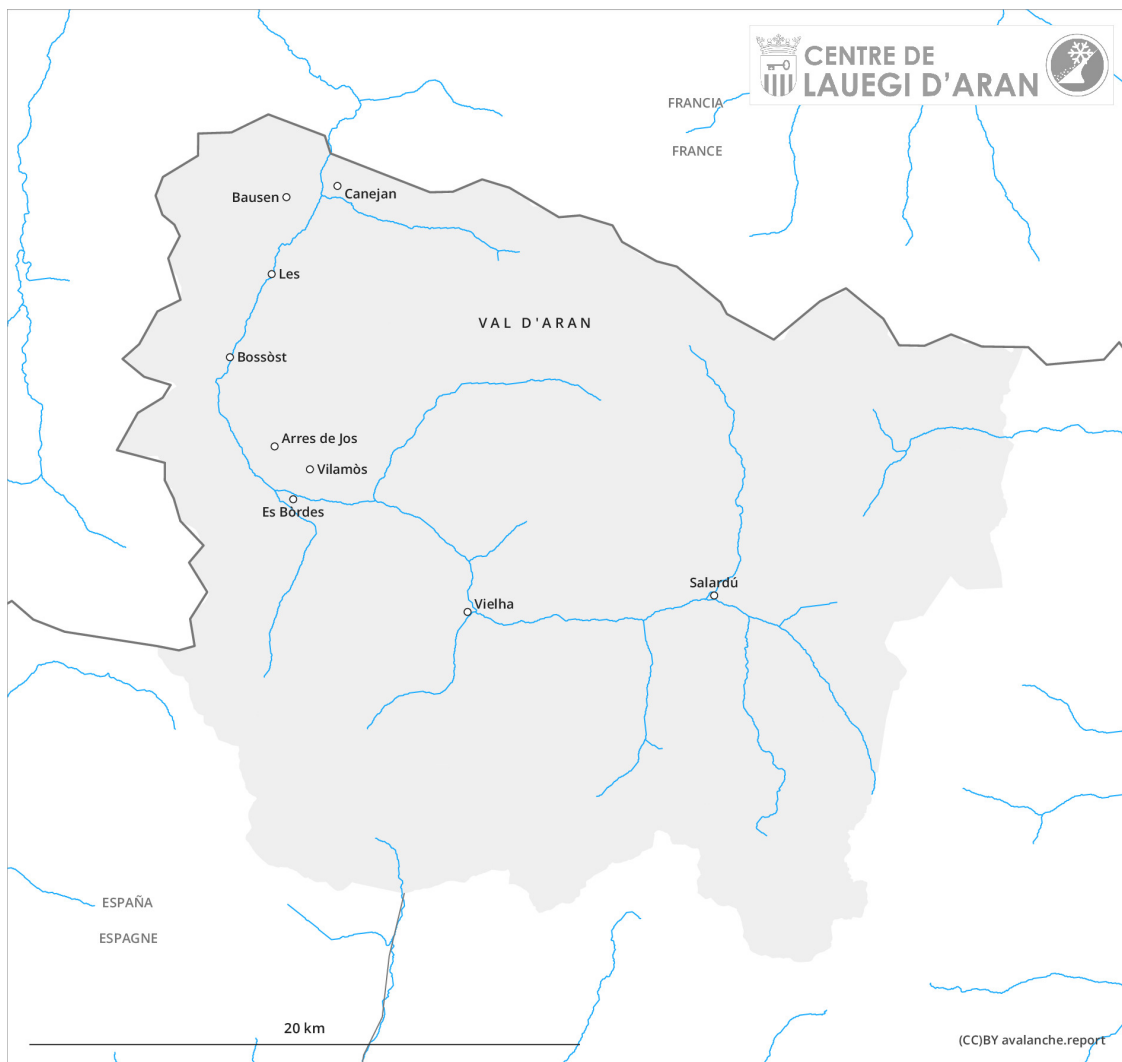 CENTRE DE
LAUEGI D'ARAN
FRANCIA
FRANCE
Bausen
Canejan
Les
VAL D'ARAN
Bossòst
Arres de Jos
Vilamòs
Es Bòrdes
Salardú
Vielha
ESPAÑA
ESPAGNE
20 km
(CC)BY avalanche.report